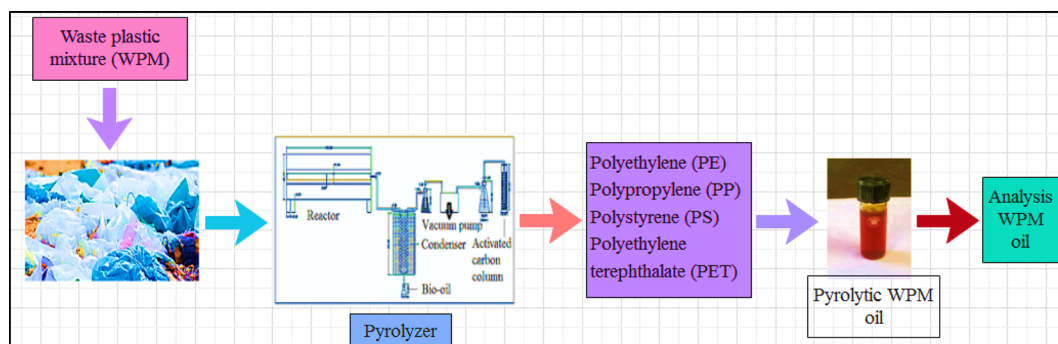 Waste plastic
mixture (WPM)
Reactor
Vacuum pump
Condenser
Activated
carbon
column
Bio-oil
Pyrolyzer
Polyethylene (PE)
Polypropylene (PP)
Polystyrene (PS)
Polyethylene
terephthalate (PET)
Pyrolytic WPM
oil
Analysis
WPM
oil